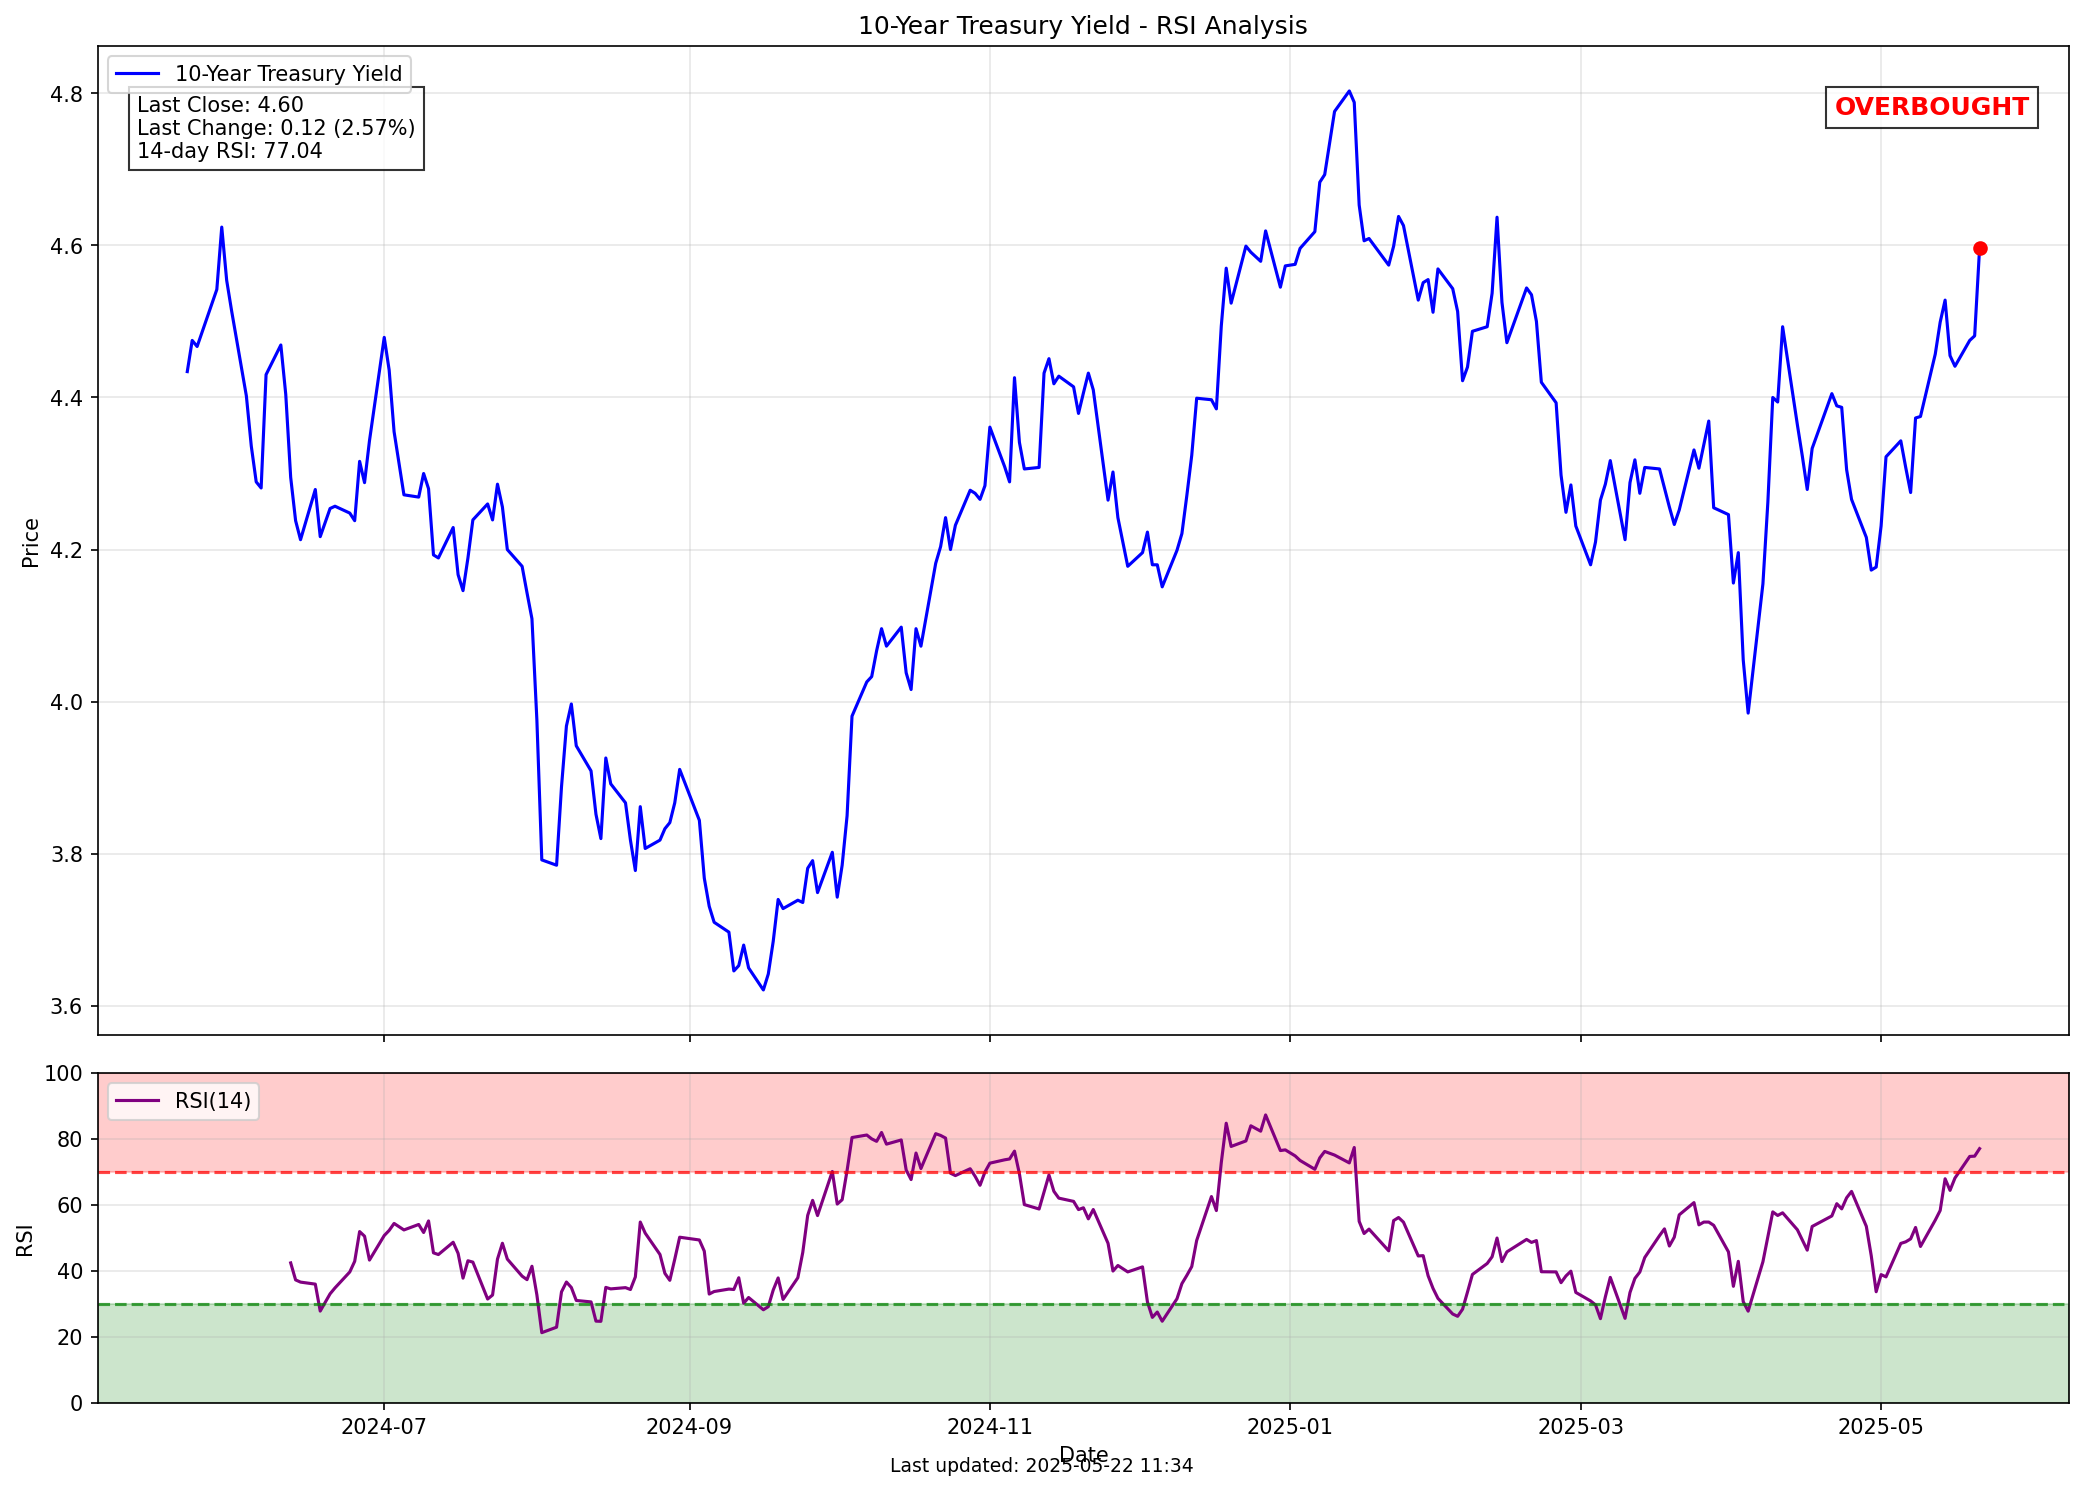 10-Year Treasury Yield - RSI Analysis
10-Year Treasury Yield
Last Close: 4.60
Last Change: 0.12 (2.57%)
14-day RSI: 77.04
OVERBOUGHT
4.8
4.6
4.4
4.2
4.0
3.8
3.6
Price
RSI(14)
100
80
60
40
20
0
RSI
2024-07
2024-09
2024-11
2025-01
2025-03
2025-05
Date
Last updated: 2025-05-22 11:34